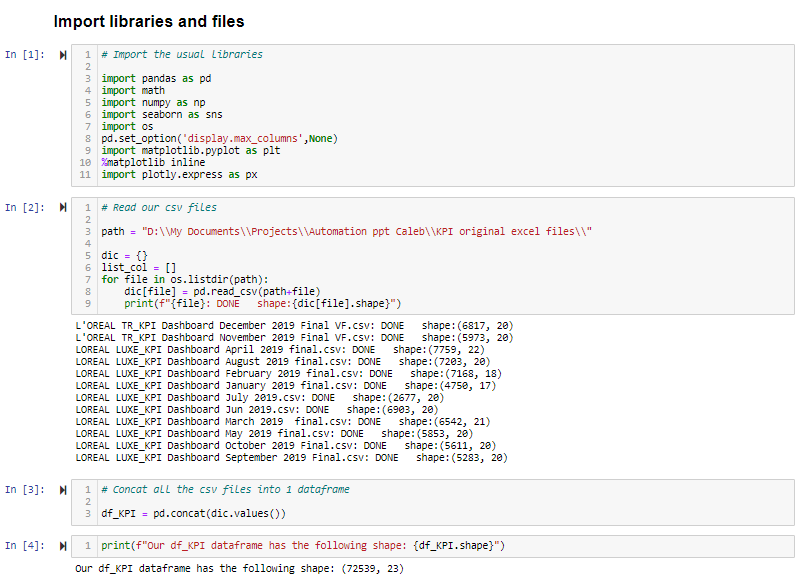 Import libraries and files
In [1]:
1 # Import the usual libraries
2
3 import pandas as pd
4 import math
5 import numpy as np
6 import seaborn as sns
7 import os
8 pd.set_option('display.max_columns',None)
9 import matplotlib.pyplot as plt
10 %matplotlib inline
11 import plotly.express as px
In [2]:
1 # Read our csv files
2
3 path = "D:\\My Documents\\Projects\\Automation ppt Caleb\\KPI original excel files\\"
4
5 dic = {}
6 list_col = []
7 for file in os.listdir(path):
8     dic[file] = pd.read_csv(path+file)
9     print(f"{file}: DONE   shape:{dic[file].shape}")
L'OREAL TR_KPI Dashboard December 2019 Final VF.csv: DONE   shape:(6817, 20)
L'OREAL TR_KPI Dashboard November 2019 Final VF.csv: DONE   shape:(5973, 20)
LOREAL LUXE_KPI Dashboard April 2019 final.csv: DONE   shape:(7759, 22)
LOREAL LUXE_KPI Dashboard August 2019 final.csv: DONE   shape:(7203, 20)
LOREAL LUXE_KPI Dashboard February 2019 final.csv: DONE   shape:(7168, 18)
LOREAL LUXE_KPI Dashboard January 2019 final.csv: DONE   shape:(4750, 17)
LOREAL LUXE_KPI Dashboard July 2019.csv: DONE   shape:(2677, 20)
LOREAL LUXE_KPI Dashboard Jun 2019.csv: DONE   shape:(6903, 20)
LOREAL LUXE_KPI Dashboard March 2019  final.csv: DONE   shape:(6542, 21)
LOREAL LUXE_KPI Dashboard May 2019 final.csv: DONE   shape:(5853, 20)
LOREAL LUXE_KPI Dashboard October 2019 Final.csv: DONE   shape:(5611, 20)
LOREAL LUXE_KPI Dashboard September 2019 Final.csv: DONE   shape:(5283, 20)
In [3]:
1 # Concat all the csv files into 1 dataframe
2
3 df_KPI = pd.concat(dic.values())
In [4]:
1 print(f"Our df_KPI dataframe has the following shape: {df_KPI.shape}")
Our df_KPI dataframe has the following shape: (72539, 23)